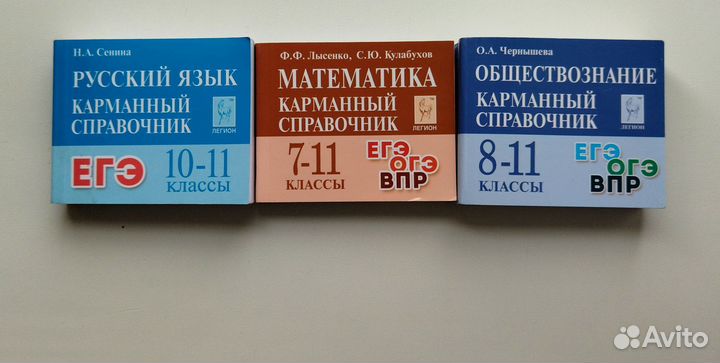 Н.А. Сенина
РУССКИЙ ЯЗЫК
КАРМАННЫЙ
СПРАВОЧНИК
ЛЕГИОН
ЕГЭ
10-11
КЛАССЫ
Ф.Ф. Лысенко, С.Ю. Кулабухов
МАТЕМАТИКА
КАРМАННЫЙ
СПРАВОЧНИК
ЛЕГИОН
7-11
КЛАССЫ
ЕГЭ
ОГЭ
ВПР
О.А. Чернышева
ОБЩЕСТВОЗНАНИЕ
КАРМАННЫЙ
СПРАВОЧНИК
ЛЕГИОН
8-11
КЛАССЫ
ЕГЭ
ОГЭ
ВПР
Avito